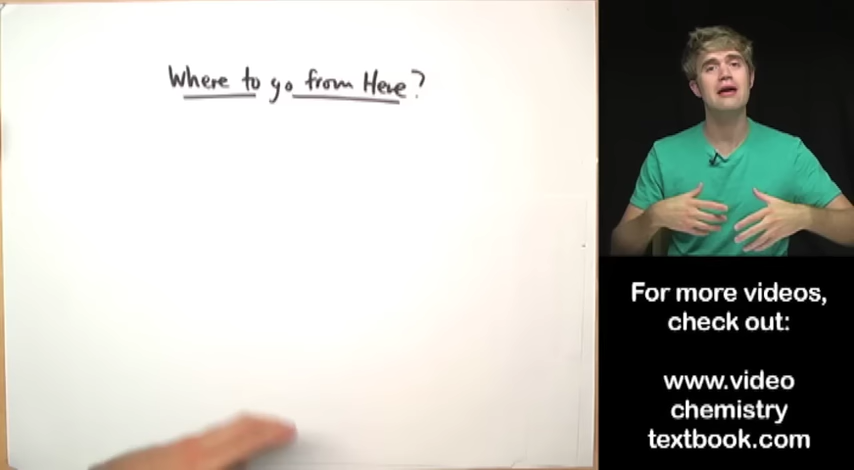 Where to go from Here?
For more videos,
check out:
www.video
chemistry
textbook.com